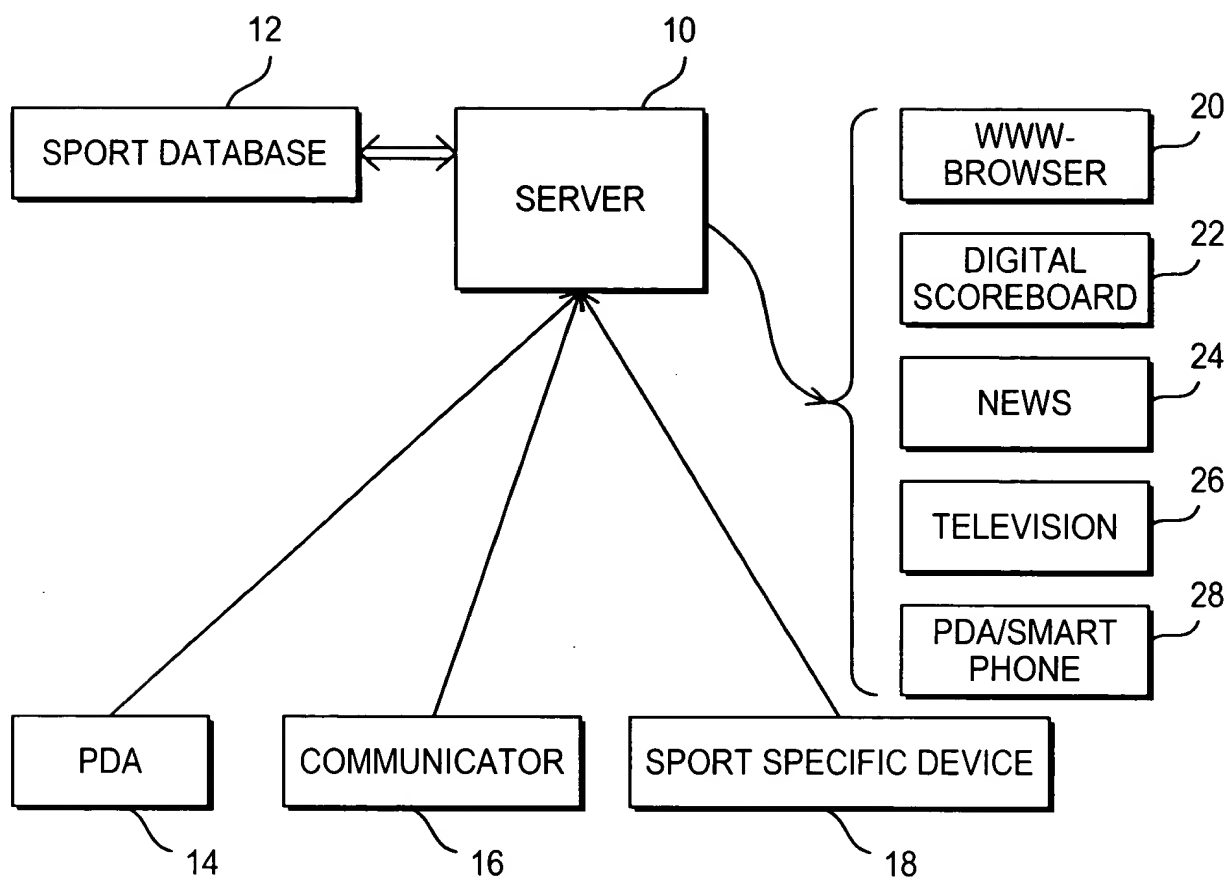 12
10
SPORT DATABASE
SERVER
20
WWW-
BROWSER
22
DIGITAL
SCOREBOARD
24
NEWS
26
TELEVISION
28
PDA/SMART
PHONE
PDA
COMMUNICATOR
SPORT SPECIFIC DEVICE
14
16
18